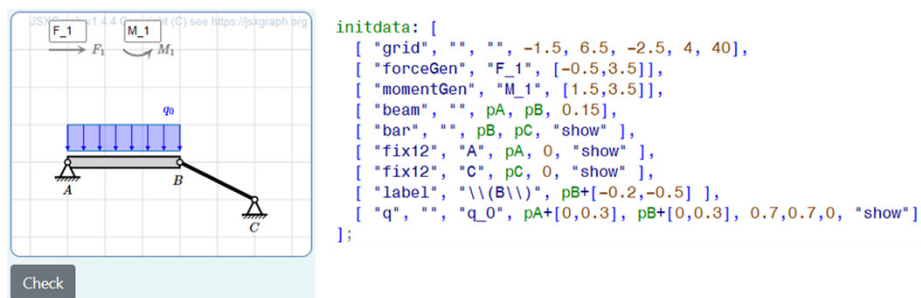 JSXGraph v1.4.4 Copyright (C) see https://jsxgraph.org
F_1 M_1
F₁ M₁
q₀
A
B
C
Check
initdata: [
[ "grid", "", "", -1.5, 6.5, -2.5, 4, 40],
[ "forceGen", "F_1", [-0.5,3.5]],
[ "momentGen", "M_1", [1.5,3.5]],
[ "beam", "", pA, pB, 0.15],
[ "bar", "", pB, pC, "show" ],
[ "fix12", "A", pA, 0, "show" ],
[ "fix12", "C", pC, 0, "show" ],
[ "label", "\\(B\\)", pB+[-0.2,-0.5] ],
[ "q", "", "q_0", pA+[0,0.3], pB+[0,0.3], 0.7,0.7,0, "show"]
];